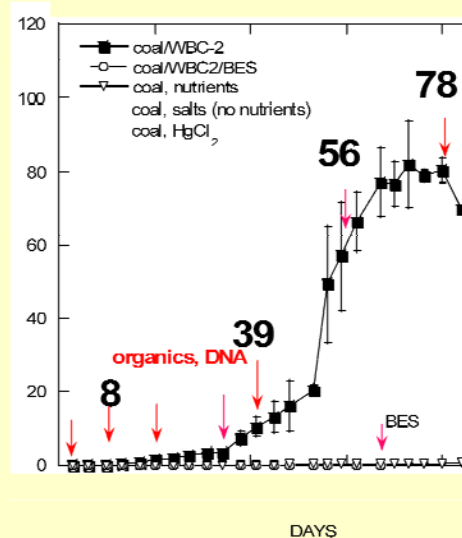 120
coal/WBC-2
coal/WBC2/BES
coal, nutrients
coal, salts (no nutrients)
coal, HgCl2
100
78
80
56
60
40
39
organics, DNA
8
20
BES
0
DAYS